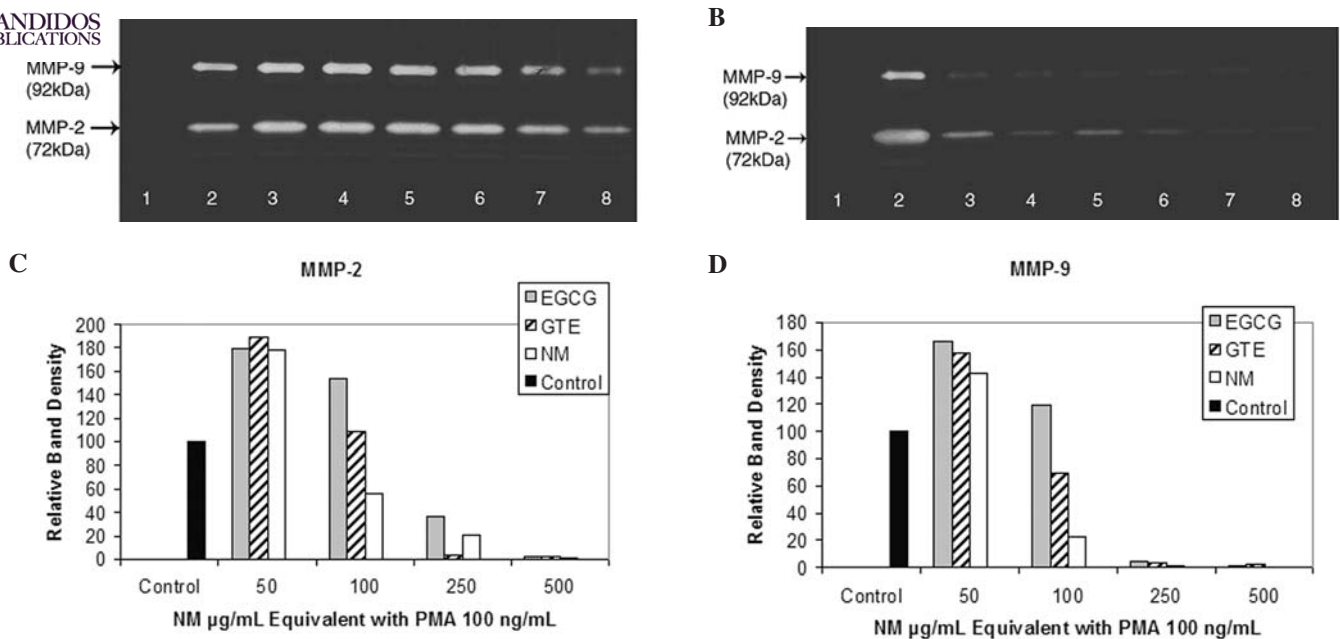 ANDIDOS
BLICATIONS
MMP-9
(92kDa)
MMP-2
(72kDa)
1 2 3 4 5 6 7 8
B
MMP-9
(92kDa)
MMP-2
(72kDa)
1 2 3 4 5 6 7 8
C
MMP-2
EGCG
GTE
NM
Control
Relative Band Density
200
180
160
140
120
100
80
60
40
20
0
Control 50 100 250 500
NM µg/mL Equivalent with PMA 100 ng/mL
D
MMP-9
EGCG
GTE
NM
Control
Relative Band Density
180
160
140
120
100
80
60
40
20
0
Control 50 100 250 500
NM µg/mL Equivalent with PMA 100 ng/mL